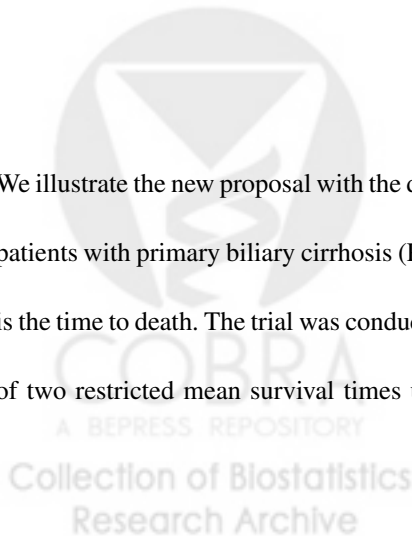 We illustrate the new proposal with the
patients with primary biliary cirrhosis
is the time to death. The trial was
of two restricted mean survival times
COBRA
A BEPRESS REPOSITORY
Collection of Biostatistics
Research Archive